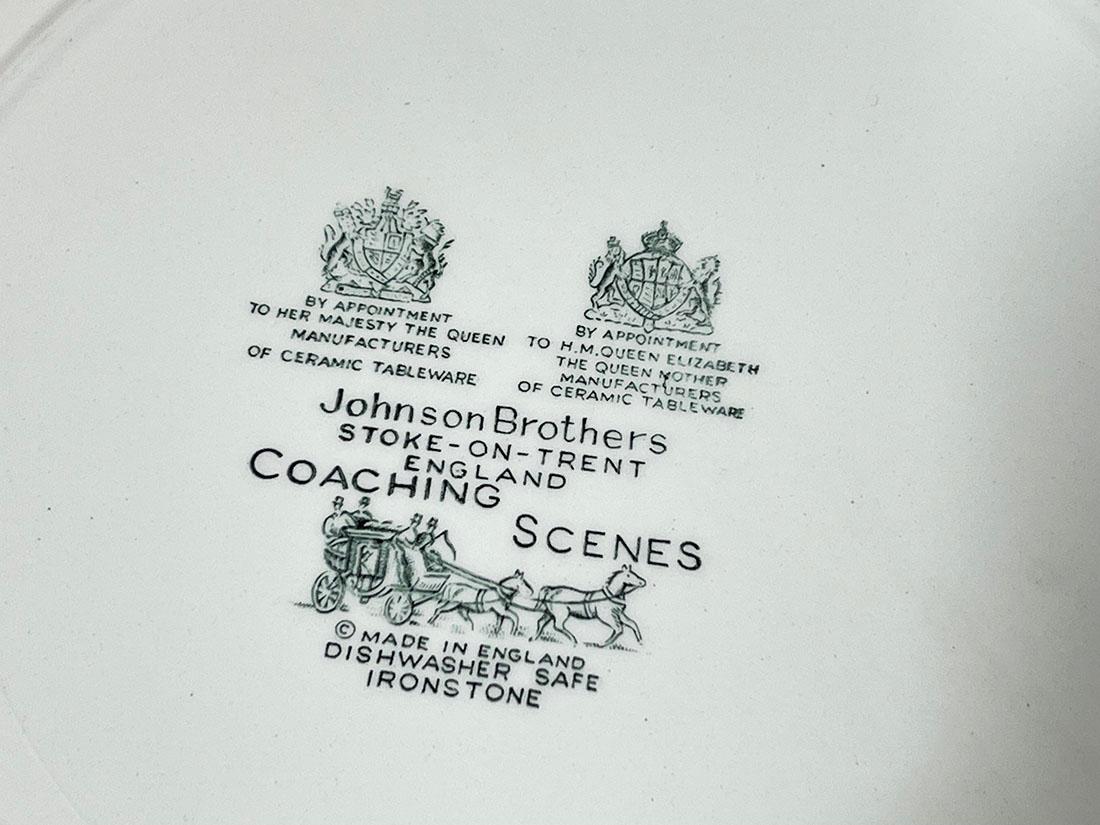 BY APPOINTMENT
TO HER MAJESTY THE QUEEN
MANUFACTURERS
OF CERAMIC TABLEWARE
BY APPOINTMENT
TO H.M. QUEEN ELIZABETH
THE QUEEN MOTHER
MANUFACTURERS
OF CERAMIC TABLEWARE
Johnson Brothers
STOKE-ON-TRENT
ENGLAND
COACHING
SCENES
© MADE IN ENGLAND
DISHWASHER SAFE
IRONSTONE